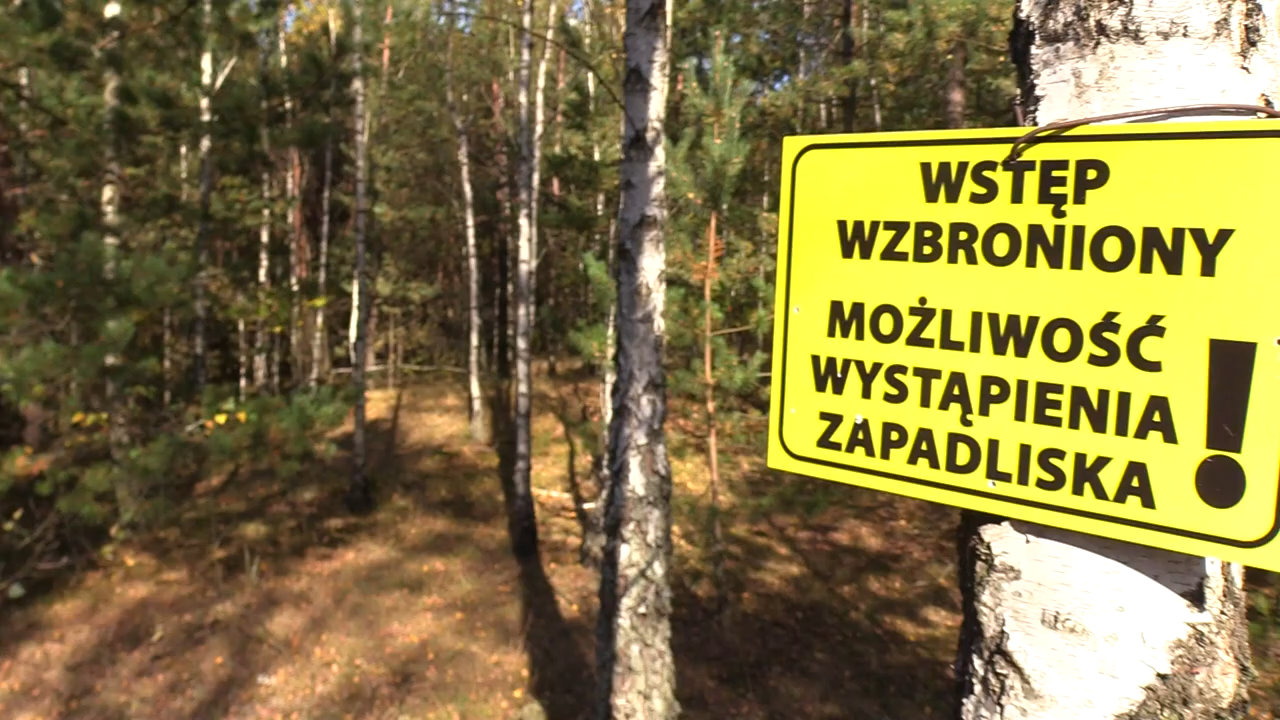 WSTĘP
WZBRONIONY
MOŻLIWOŚĆ
WYSTĄPIENIA
ZAPADLISKA !